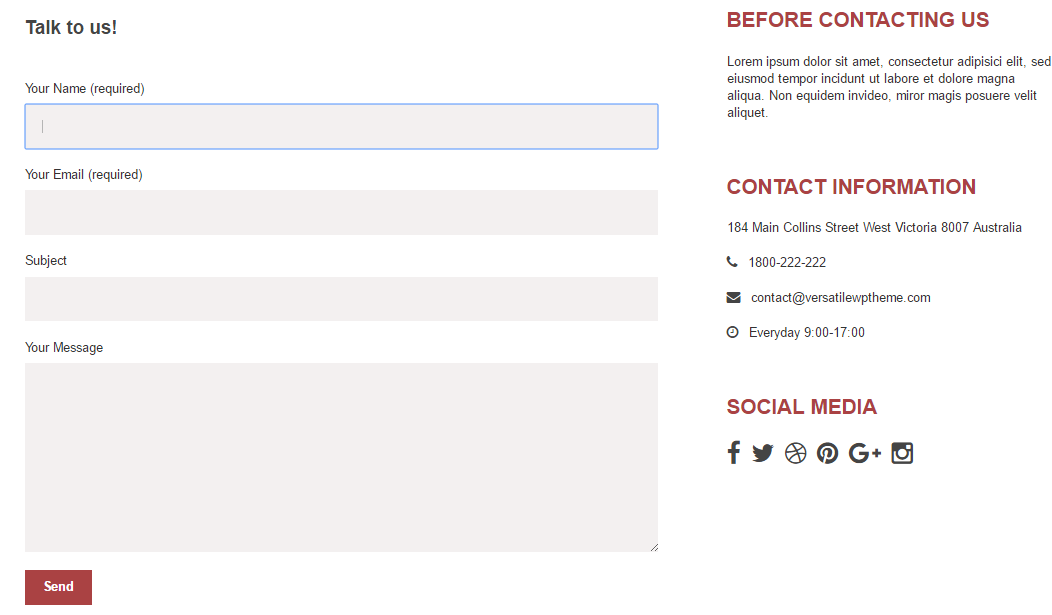 Talk to us!
Your Name (required)
Your Email (required)
Subject
Your Message
Send
BEFORE CONTACTING US
Lorem ipsum dolor sit amet, consectetur adipisici elit, sed
eiusmod tempor incidunt ut labore et dolore magna
aliqua. Non equidem invideo, miror magis posuere velit
aliquet.
CONTACT INFORMATION
184 Main Collins Street West Victoria 8007 Australia
1800-222-222
contact@versatilewptheme.com
Everyday 9:00-17:00
SOCIAL MEDIA